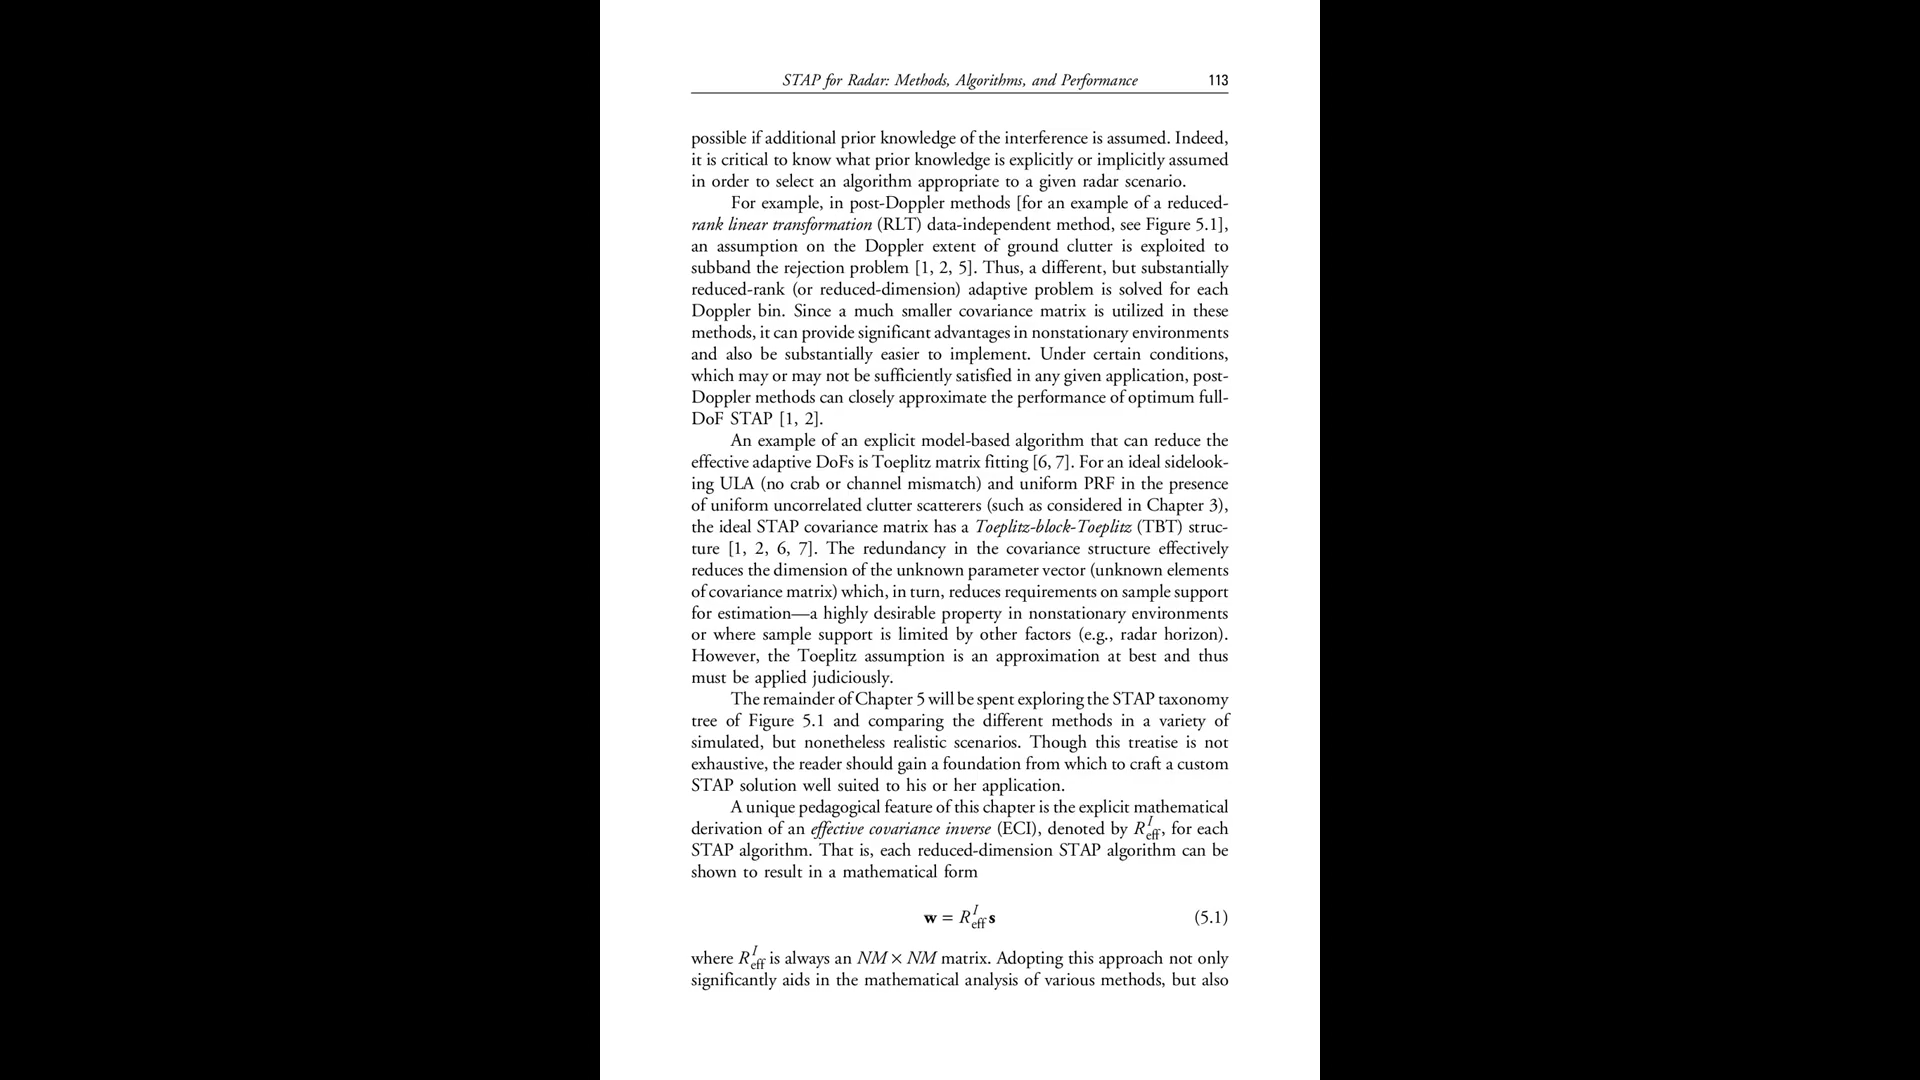 STAP for Radar: Methods, Algorithms, and Performance 113
possible if additional prior knowledge of the interference is assumed. Indeed,
it is critical to know what prior knowledge is explicitly or implicitly assumed
in order to select an algorithm appropriate to a given radar scenario.
For example, in post-Doppler methods [for an example of a reduced-
rank linear transformation (RLT) data-independent method, see Figure 5.1],
an assumption on the Doppler extent of ground clutter is exploited to
subband the rejection problem [1, 2, 5]. Thus, a different, but substantially
reduced-rank (or reduced-dimension) adaptive problem is solved for each
Doppler bin. Since a much smaller covariance matrix is utilized in these
methods, it can provide significant advantages in nonstationary environments
and also be substantially easier to implement. Under certain conditions,
which may or may not be sufficiently satisfied in any given application, post-
Doppler methods can closely approximate the performance of optimum full-
DoF STAP [1, 2].
An example of an explicit model-based algorithm that can reduce the
effective adaptive DoFs is Toeplitz matrix fitting [6, 7]. For an ideal sidelook-
ing ULA (no crab or channel mismatch) and uniform PRF in the presence
of uniform uncorrelated clutter scatterers (such as considered in Chapter 3),
the ideal STAP covariance matrix has a Toeplitz-block-Toeplitz (TBT) struc-
ture [1, 2, 6, 7]. The redundancy in the covariance structure effectively
reduces the dimension of the unknown parameter vector (unknown elements
of covariance matrix) which, in turn, reduces requirements on sample support
for estimation—a highly desirable property in nonstationary environments
or where sample support is limited by other factors (e.g., radar horizon).
However, the Toeplitz assumption is an approximation at best and thus
must be applied judiciously.
The remainder of Chapter 5 will be spent exploring the STAP taxonomy
tree of Figure 5.1 and comparing the different methods in a variety of
simulated, but nonetheless realistic scenarios. Though this treatise is not
exhaustive, the reader should gain a foundation from which to craft a custom
STAP solution well suited to his or her application.
A unique pedagogical feature of this chapter is the explicit mathematical
derivation of an effective covariance inverse (ECI), denoted by R^I_eff, for each
STAP algorithm. That is, each reduced-dimension STAP algorithm can be
shown to result in a mathematical form
w = R^I_eff s (5.1)
where R^I_eff is always an NM × NM matrix. Adopting this approach not only
significantly aids in the mathematical analysis of various methods, but also